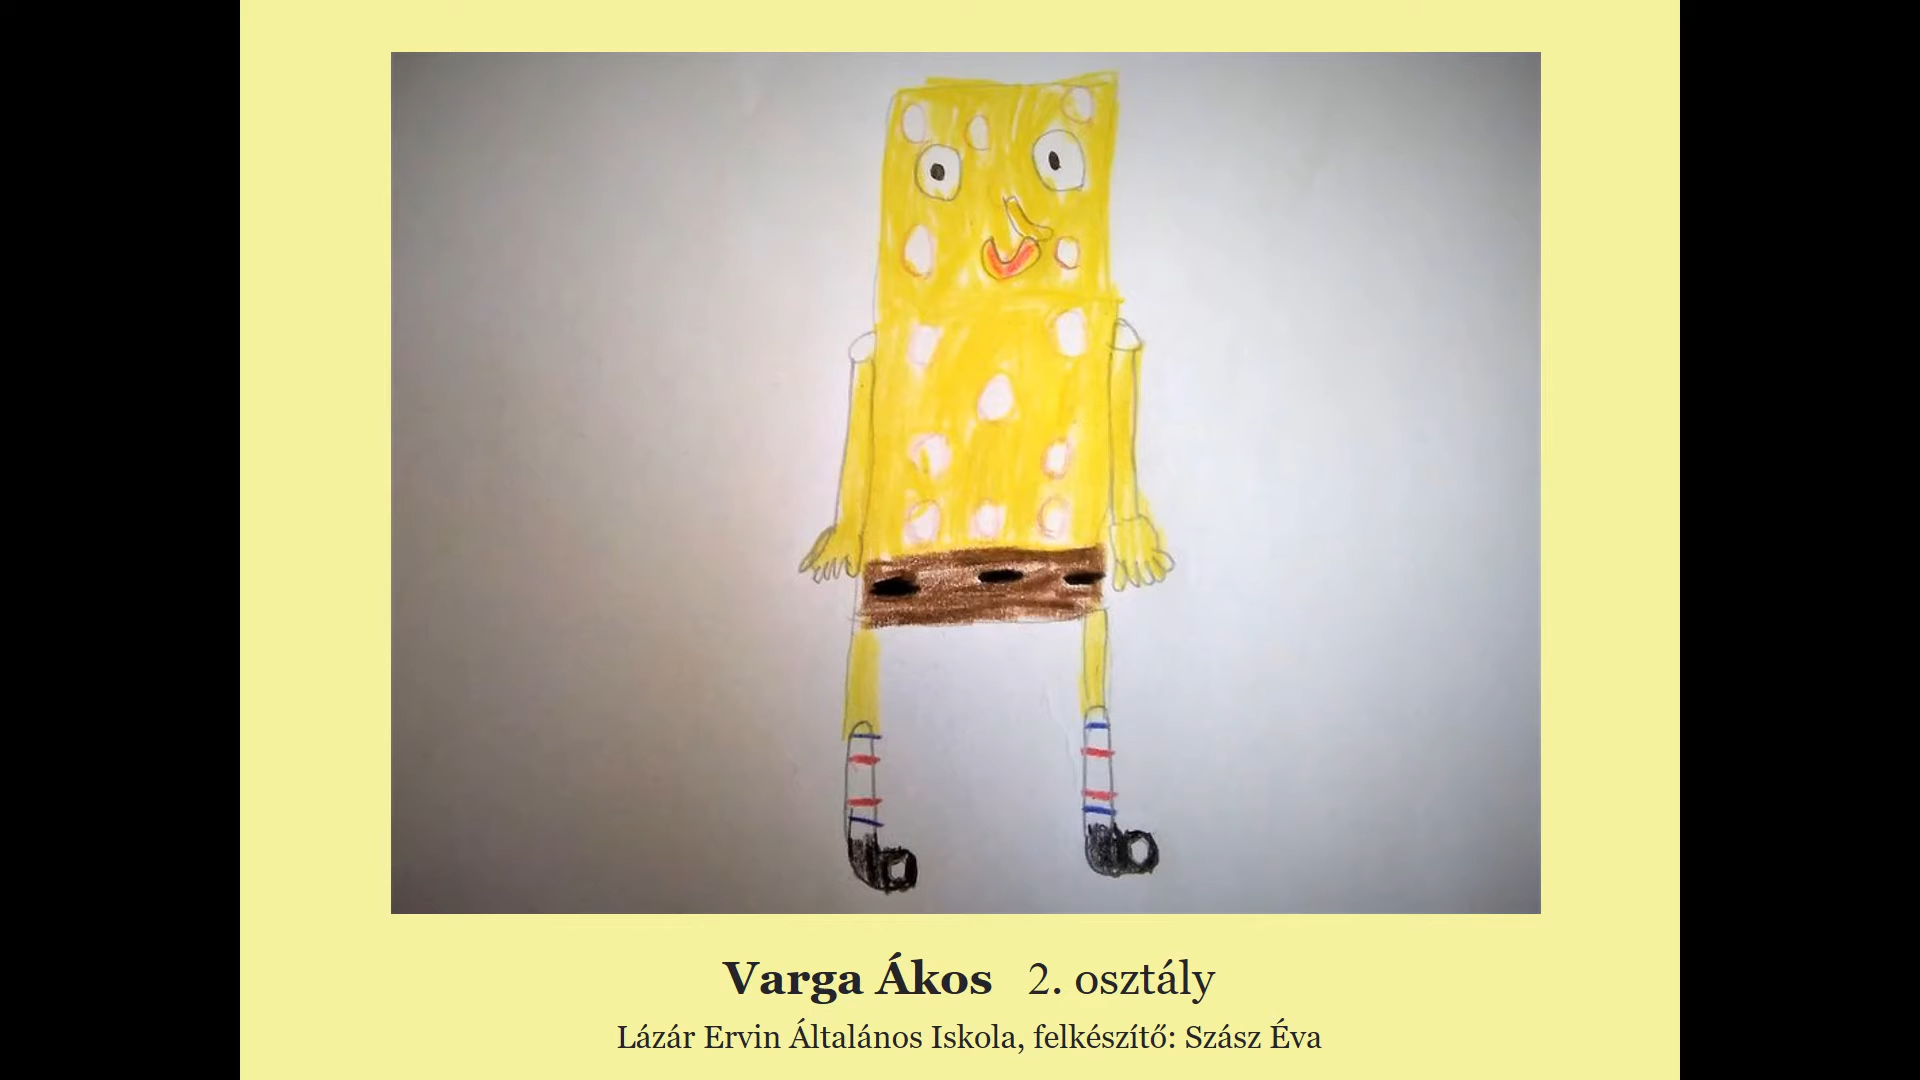 Varga Ákos 2. osztály
Lázár Ervin Általános Iskola, felkészítő: Szász Éva